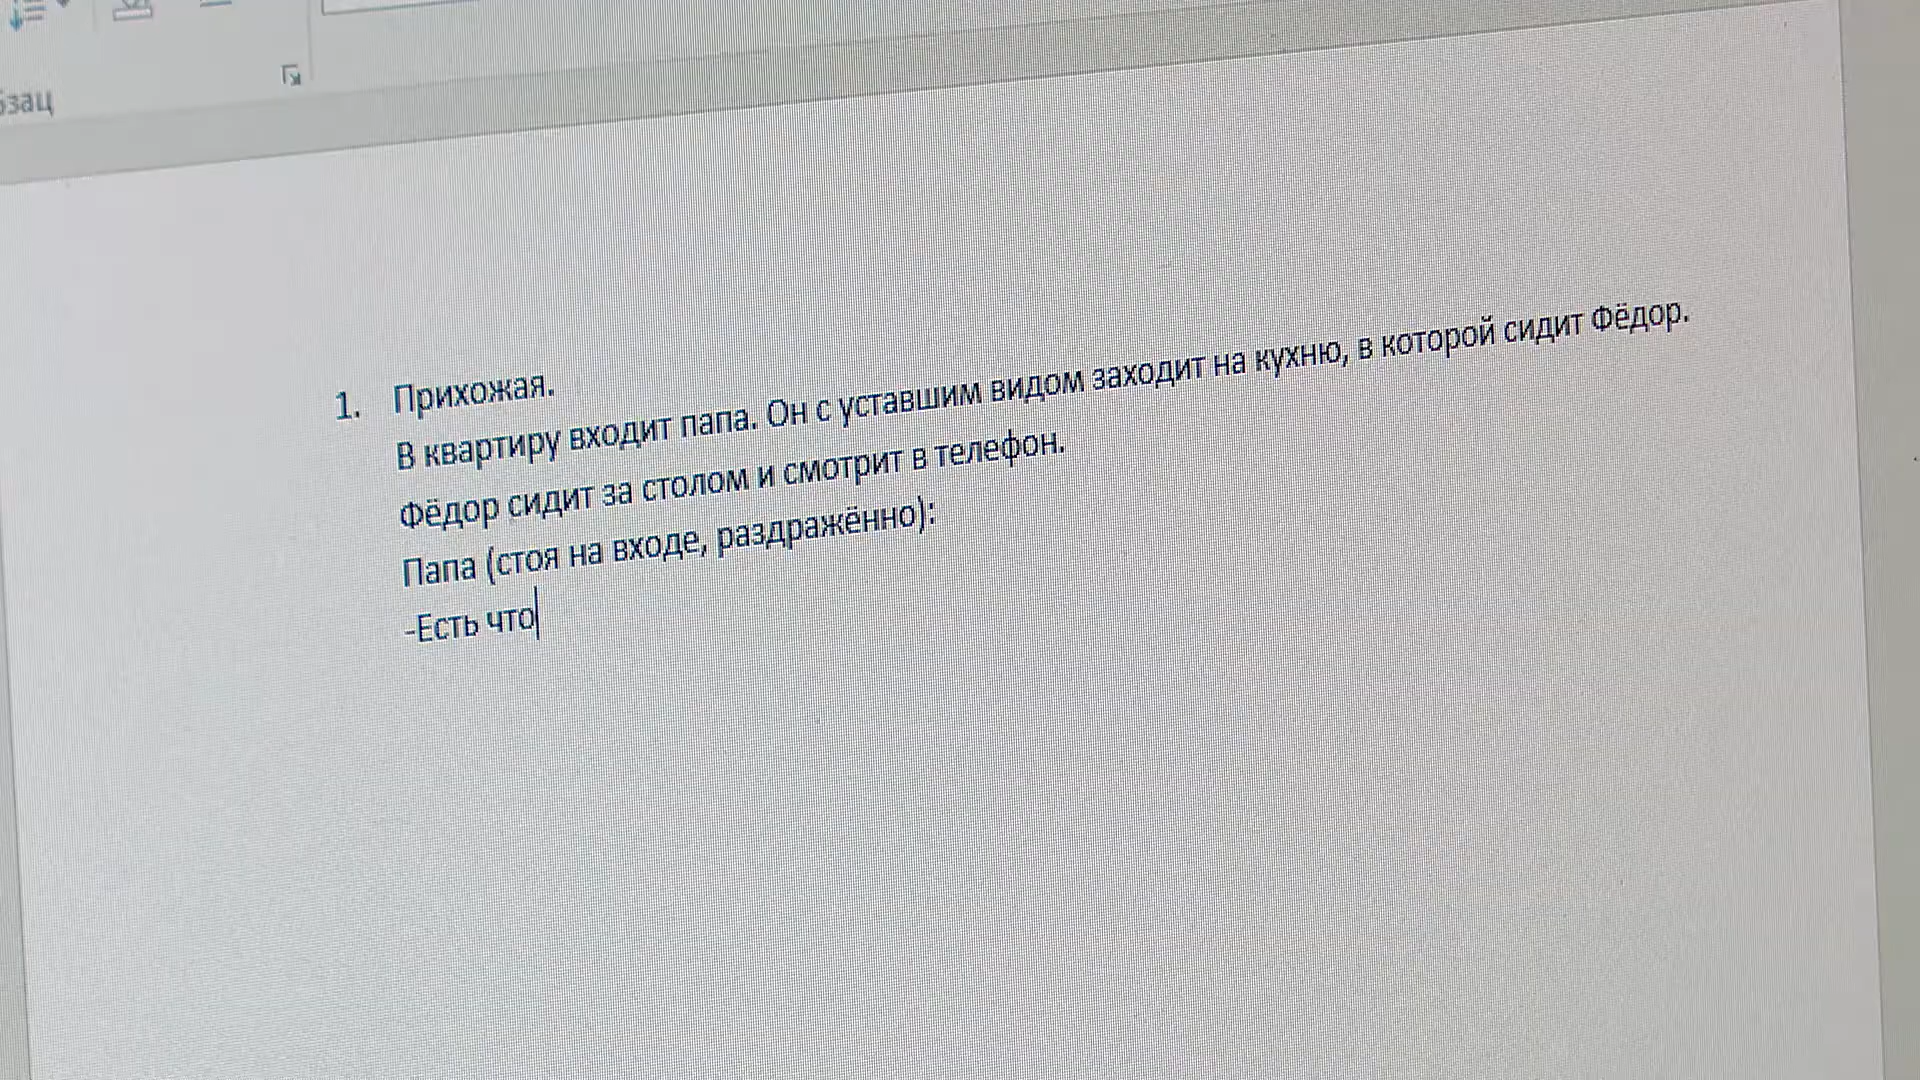 бзац
1. Прихожая.
В квартиру входит папа. Он с уставшим видом заходит на кухню, в которой сидит Фёдор.
Фёдор сидит за столом и смотрит в телефон.
Папа (стоя на входе, раздражённо):
-Есть что